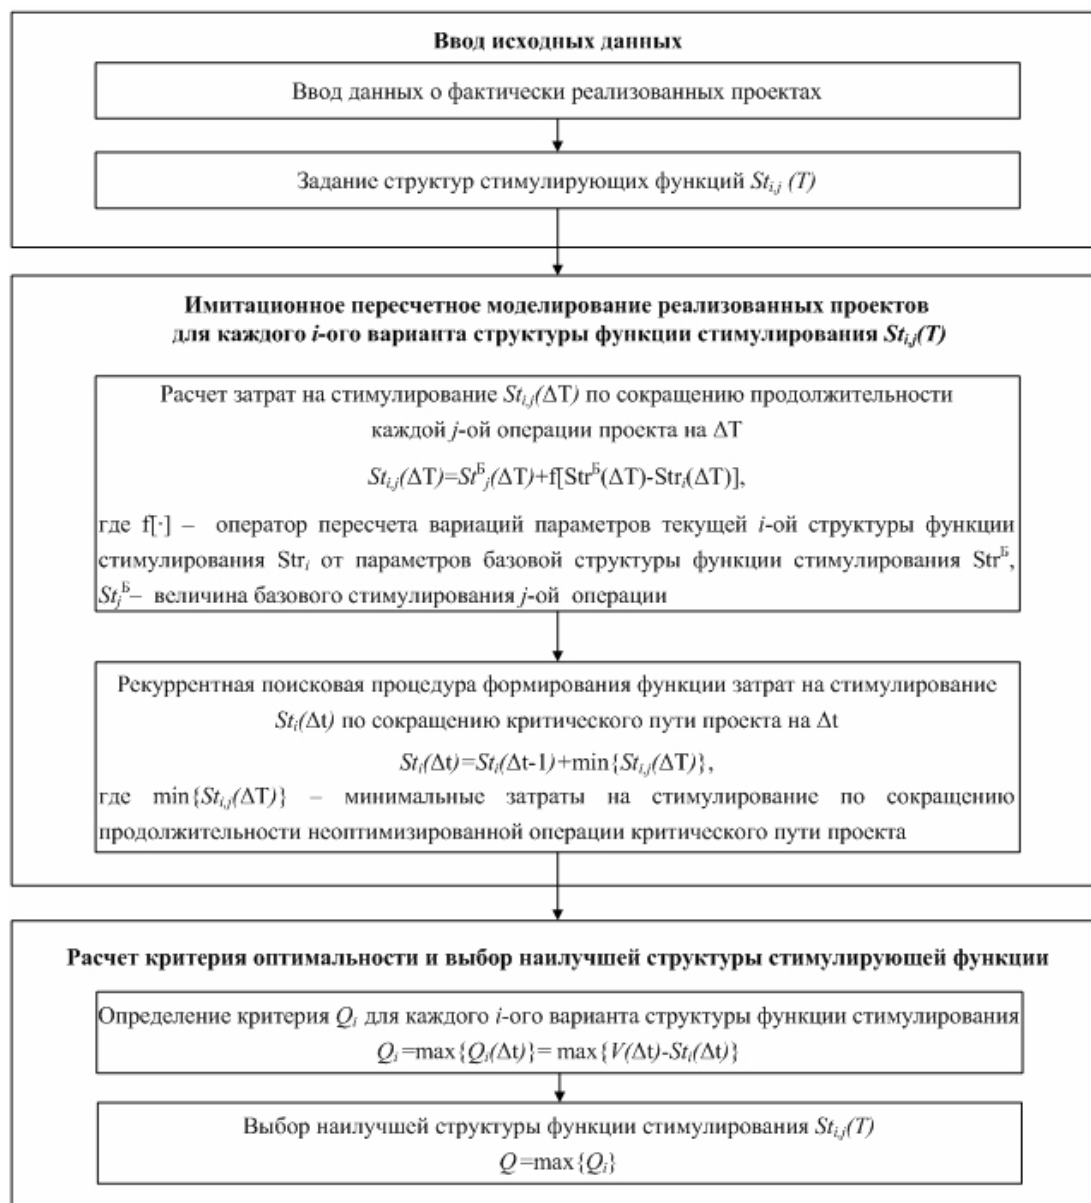 Ввод исходных данных
Ввод данных о фактически реализованных проектах
Задание структур стимулирующих функций St_{i,j} (T)
Имитационное пересчетное моделирование реализованных проектов
для каждого i-ого варианта структуры функции стимулирования St_{i,j}(T)
Расчет затрат на стимулирование St_{i,j}(ΔT) по сокращению продолжительности
каждой j-ой операции проекта на ΔT
St_{i,j}(ΔT)=St^Б_j(ΔT)+f[Str^Б(ΔT)-Str_i(ΔT)],
где f[·] – оператор пересчета вариаций параметров текущей i-ой структуры функции
стимулирования Str_i от параметров базовой структуры функции стимулирования Str^Б,
St_j^Б– величина базового стимулирования j-ой операции
Рекуррентная поисковая процедура формирования функции затрат на стимулирование
St_i(Δt) по сокращению критического пути проекта на Δt
St_i(Δt)=St_i(Δt-1)+min{St_{i,j}(ΔT)},
где min{St_{i,j}(ΔT)} – минимальные затраты на стимулирование по сокращению
продолжительности неоптимизированной операции критического пути проекта
Расчет критерия оптимальности и выбор наилучшей структуры стимулирующей функции
Определение критерия Q_i для каждого i-ого варианта структуры функции стимулирования
Q_i=max{Q_i(Δt)}= max{V(Δt)-St_i(Δt)}
Выбор наилучшей структуры функции стимулирования St_{i,j}(T)
Q=max{Q_i}